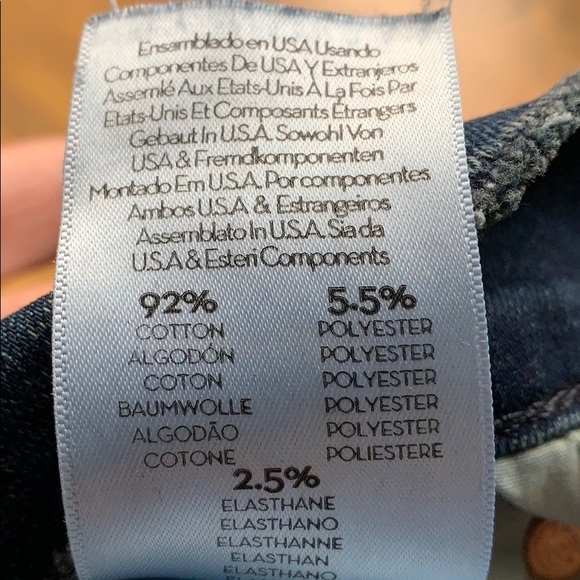 Ensamblado en USA Usando
Componentes De USA Y Extranjeros
Assemlé Aux Etats-Unis À La Fois Par
Etats-Unis Et Composants Étrangers
Gebaut In U.S.A. Sowohl Von
USA & Fremdkomponenten
Montado Em U.S.A. Por componentes
Ambos U.S.A & Estrangeiros
Assemblato In U.S.A. Sia da
U.S.A & Esteri Components
92% 5.5%
COTTON POLYESTER
ALGODÓN POLYESTER
COTON POLYESTER
BAUMWOLLE POLYESTER
ALGODÃO POLYESTER
COTONE POLIESTERE
2.5%
ELASTHANE
ELASTHANO
ELASTHANNE
ELASTHAN
ELASTANO